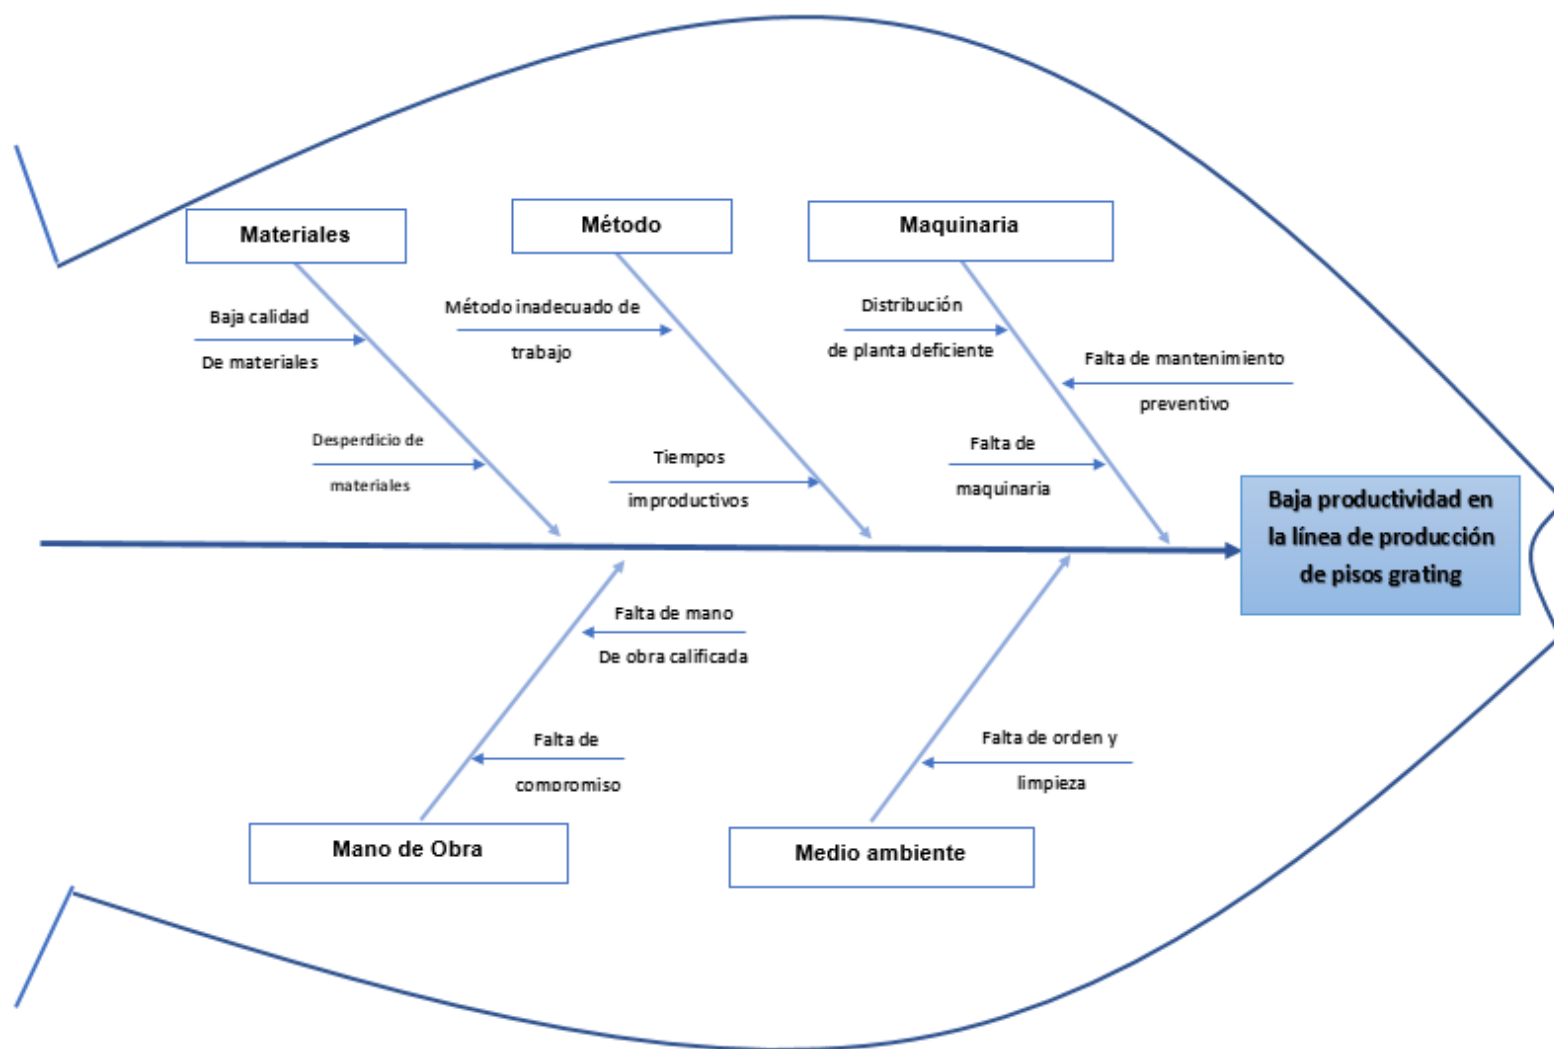 Materiales
Método
Maquinaria
Baja calidad
De materiales
Método inadecuado de
trabajo
Distribución
de planta deficiente
Falta de mantenimiento
preventivo
Desperdicio de
materiales
Tiempos
improductivos
Falta de
maquinaria
Baja productividad en
la línea de producción
de pisos grating
Falta de mano
De obra calificada
Falta de
compromiso
Falta de orden y
limpieza
Mano de Obra
Medio ambiente